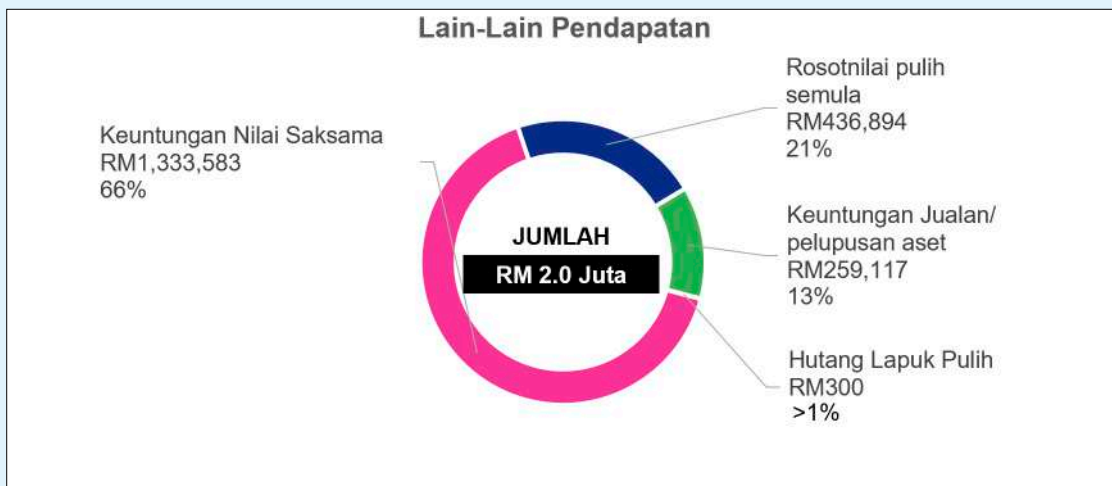 Lain-Lain Pendapatan
Rosotnilai pulih
semula
RM436,894
21%
Keuntungan Nilai Saksama
RM1,333,583
66%
Keuntungan Jualan/
pelupusan aset
RM259,117
13%
JUMLAH
RM 2.0 Juta
Hutang Lapuk Pulih
RM300
>1%